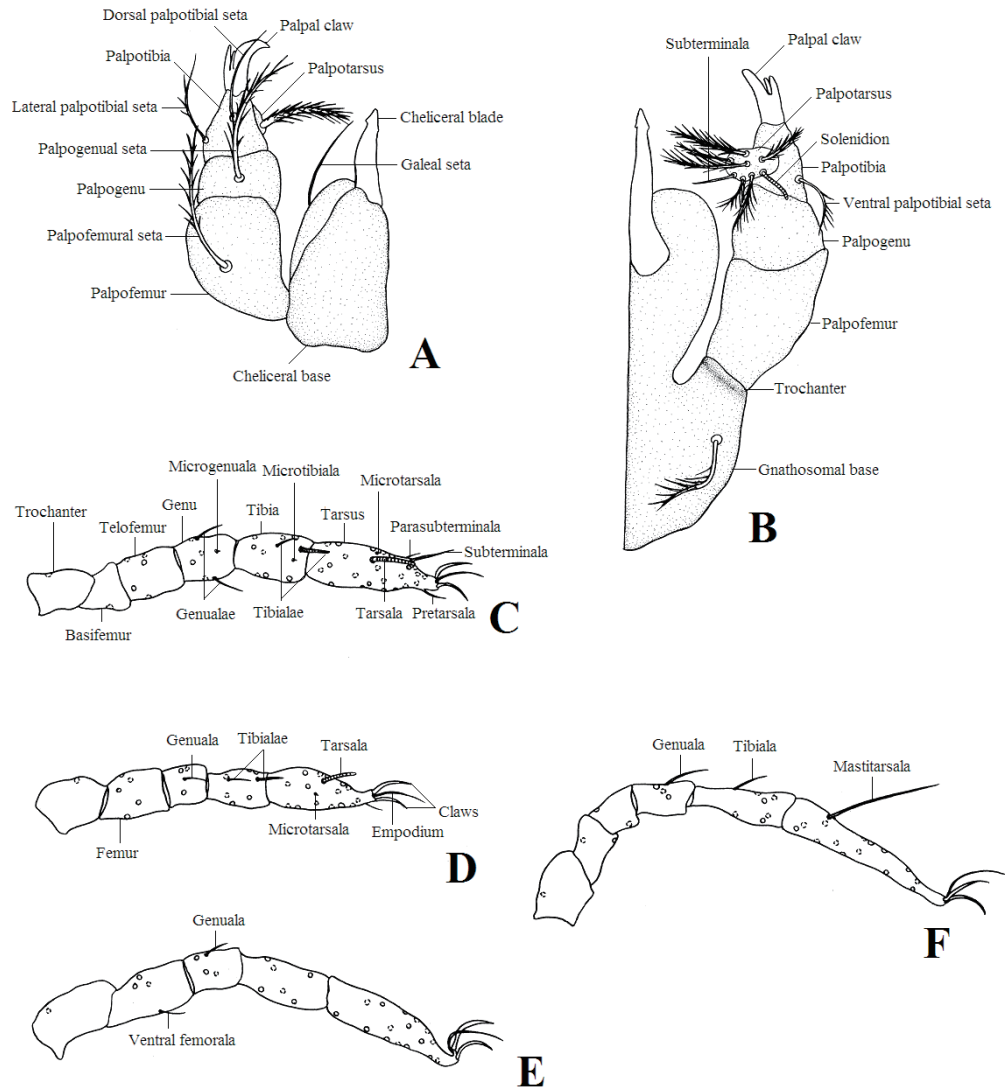 Dorsal palpotibial seta
Palpal claw
Palpotibia
Palpotarsus
Lateral palpotibial seta
Cheliceral blade
Palpogenual seta
Galeal seta
Palpogenu
Palpofemural seta
Palpofemur
Cheliceral base
A
Subterminala
Palpal claw
Palpotarsus
Solenidion
Palpotibia
Ventral palpotibial seta
Palpogenu
Palpofemur
Trochanter
Gnathosomal base
B
Microgenuala
Microtibiala
Microtarsala
Trochanter
Genu
Tibia
Tarsus
Telofemur
Parasubterminala
Subterminala
Genualae
Tibialae
Tarsala
Pretarsala
Basifemur
C
Genuala
Tibialae
Tarsala
Claws
Microtarsala
Empodium
Femur
D
Genuala
Ventral femorala
E
Genuala
Tibiala
Mastitarsala
F